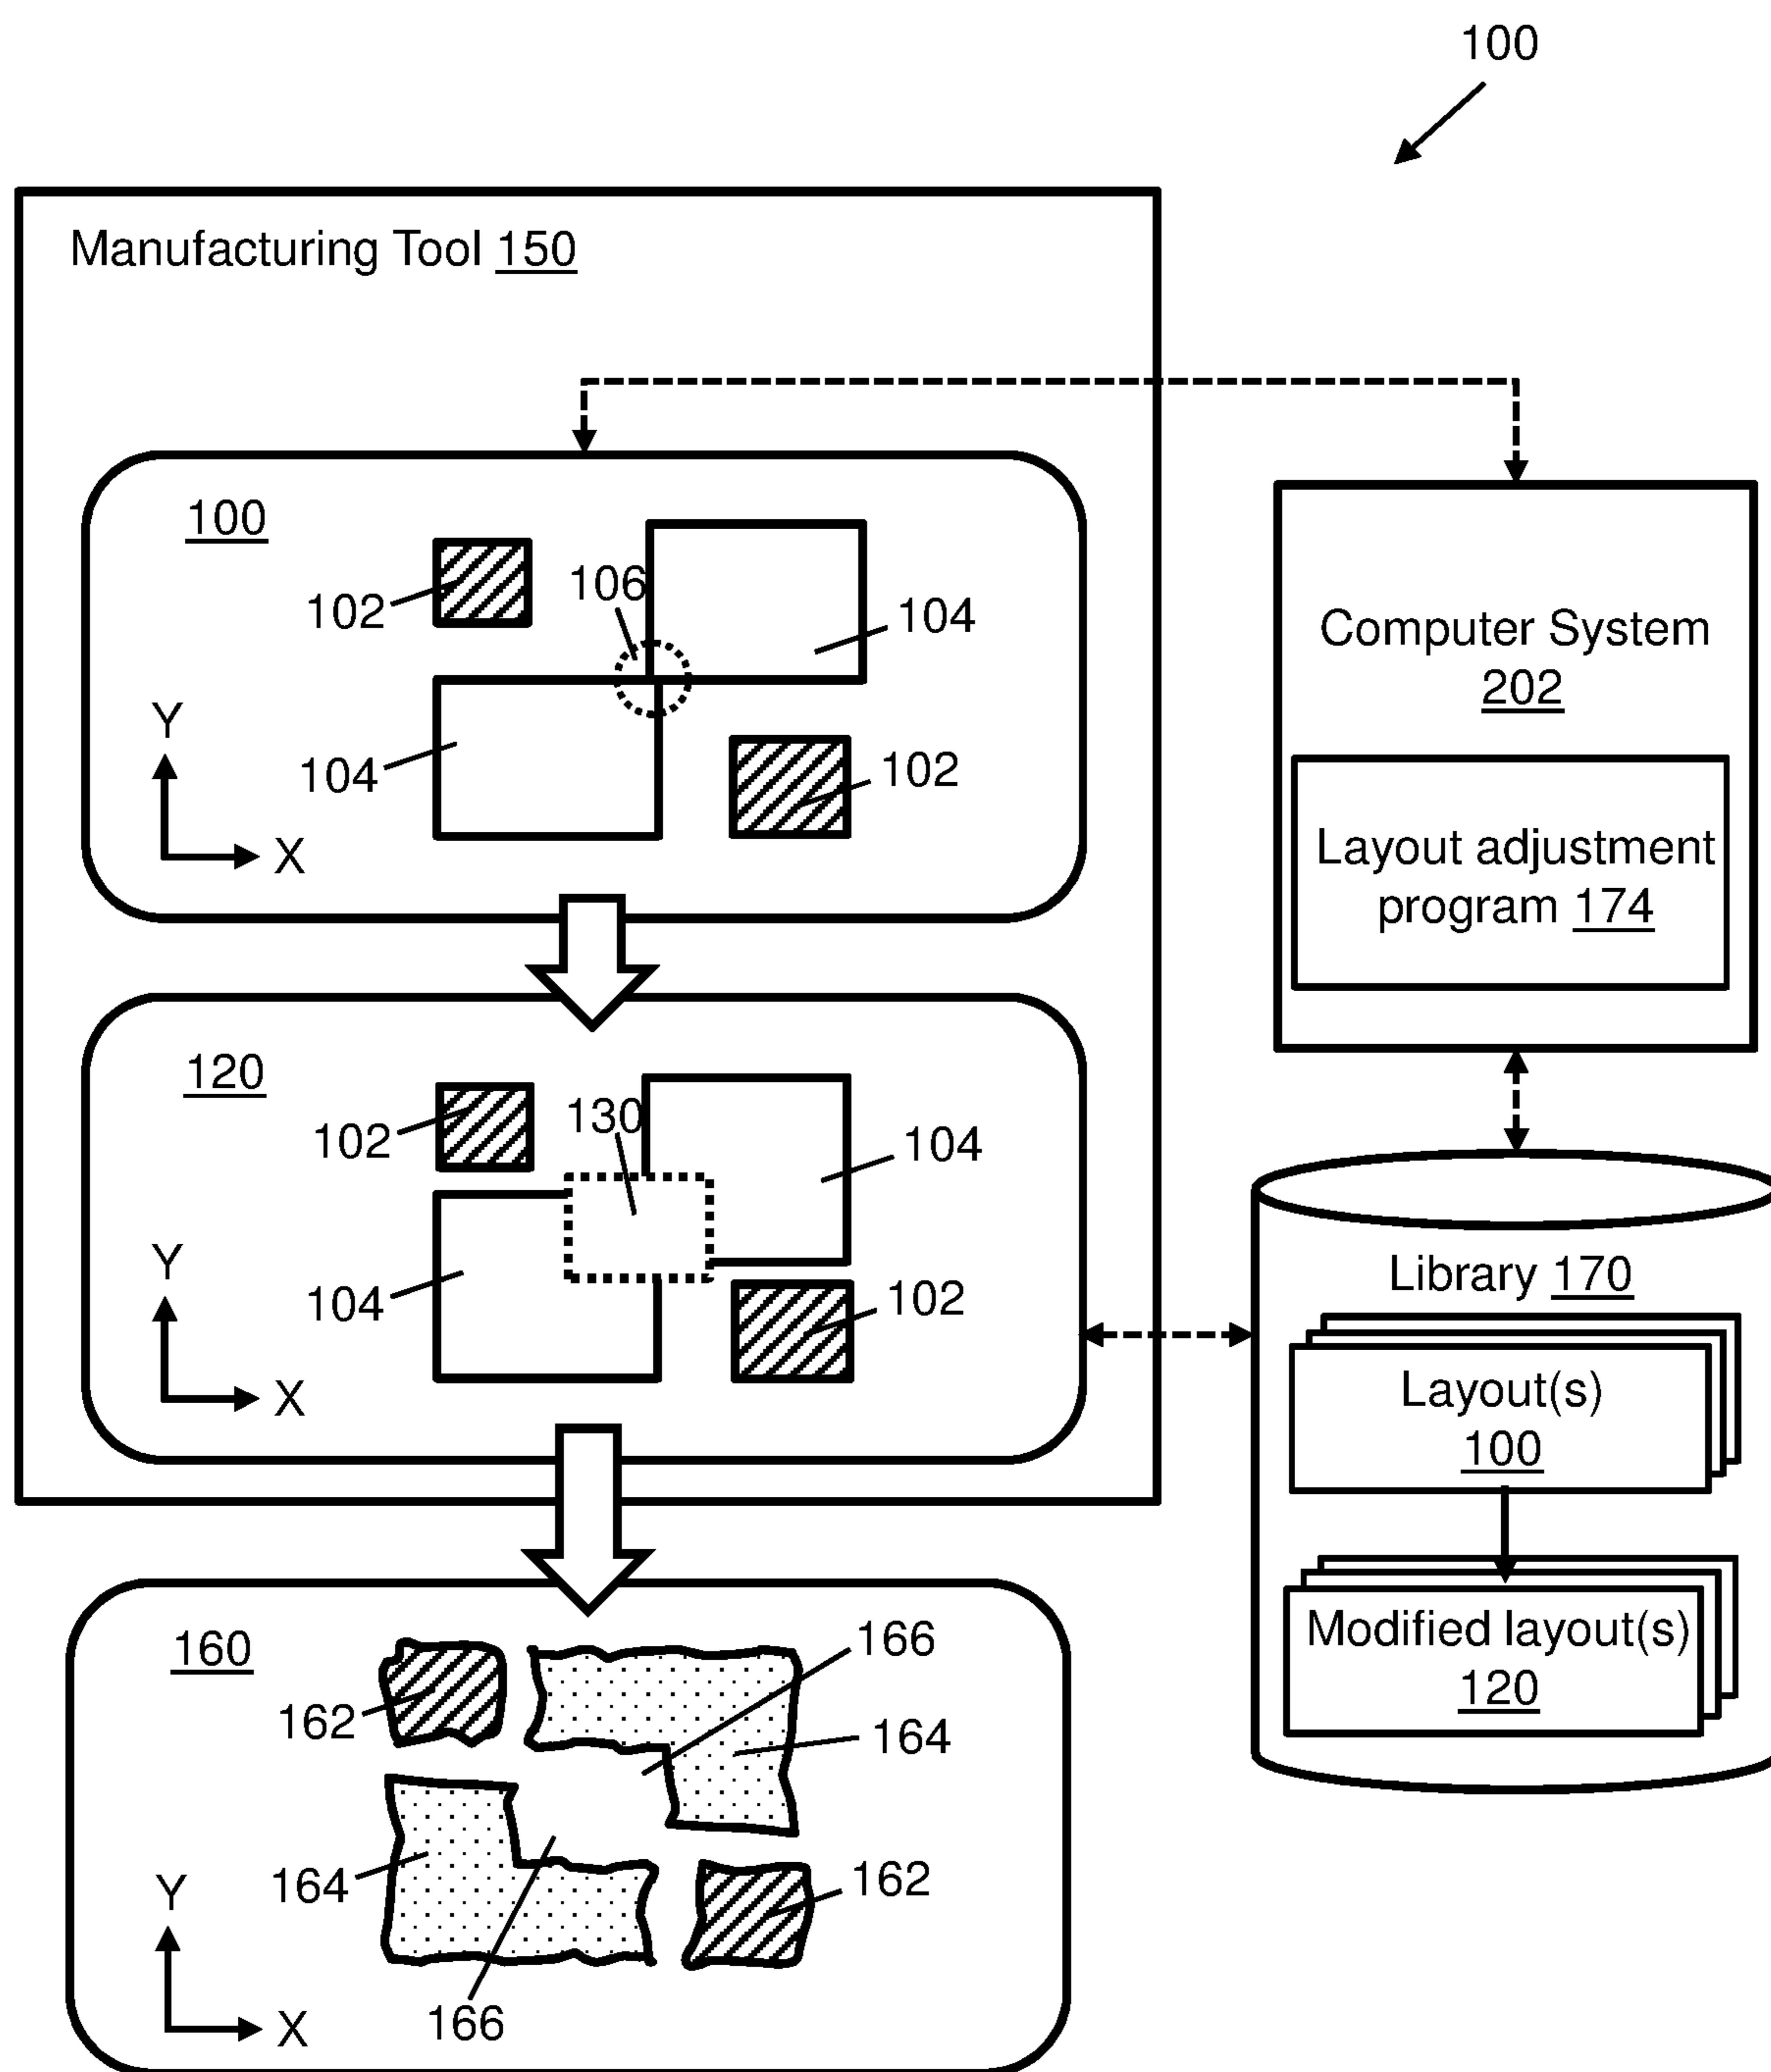 100
Manufacturing Tool 150
100
102
106
104
104
102
Y
X
Computer System
202
Layout adjustment
program 174
120
102
130
104
104
102
Y
X
Library 170
Layout(s)
100
Modified layout(s)
120
160
162
166
164
164
162
166
Y
X